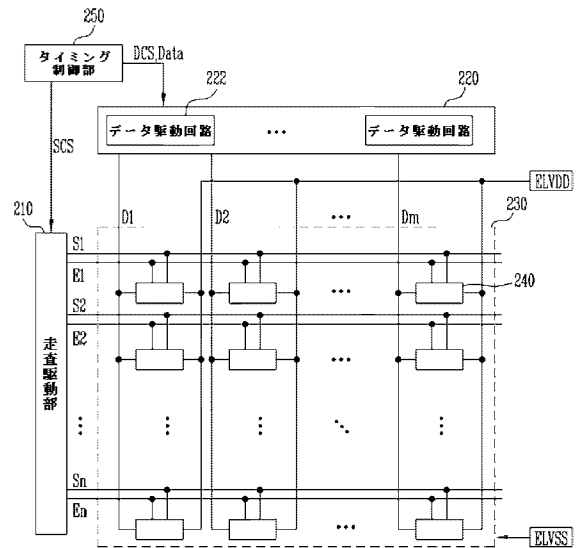 250
タイミング
制御部
DCS,Data
222
220
データ駆動回路
...
データ駆動回路
SCS
ELVDD
210
D1
D2
...
Dm
230
S1
E1
...
240
S2
E2
...
走査駆動部
Sn
En
...
ELVSS